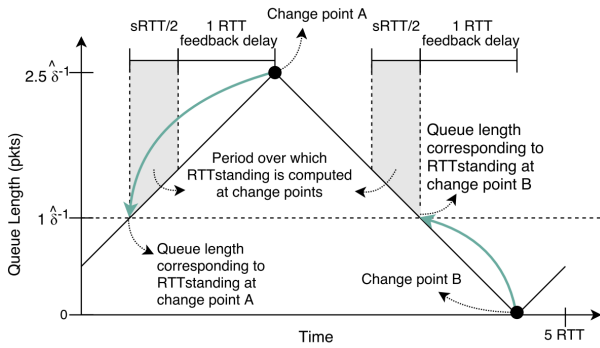 Change point A
sRTT/2
1 RTT
feedback delay
sRTT/2
1 RTT
feedback delay
2.5 δ̂⁻¹
Queue Length (pkts)
Period over which
RTTstanding is computed
at change points
Queue length
corresponding to
RTTstanding at
change point B
1 δ̂⁻¹
Queue length
corresponding to
RTTstanding at
change point A
Change point B
0
Time
5 RTT